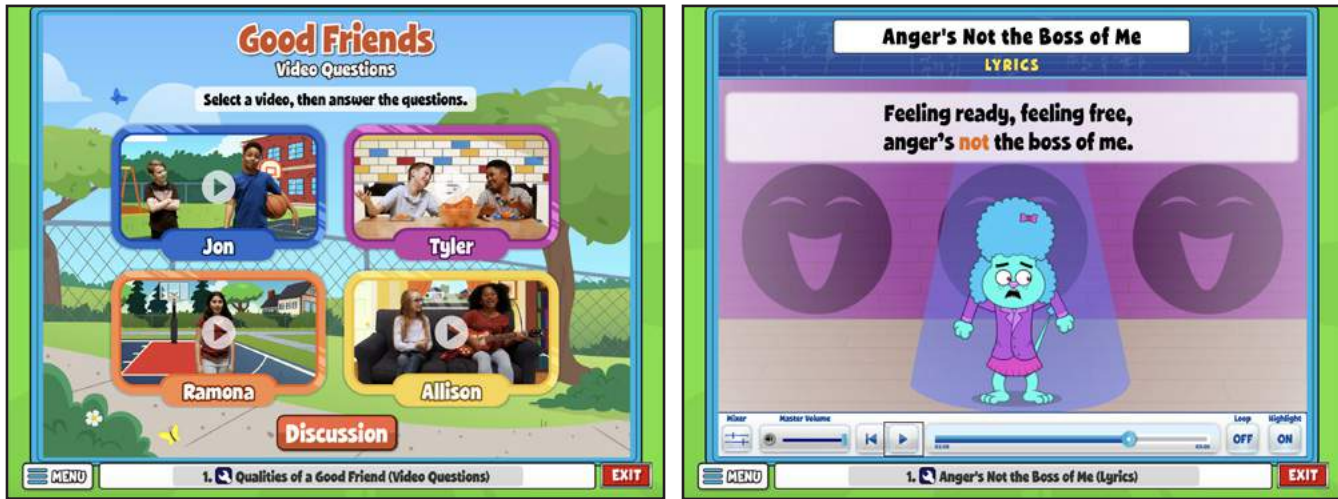 Good Friends
Video Questions
Select a video, then answer the questions.
Jon
Tyler
Ramona
Allison
Discussion
MENU
1. Qualities of a Good Friend (Video Questions)
EXIT
Anger's Not the Boss of Me
LYRICS
Feeling ready, feeling free,
anger's not the boss of me.
Mixer
Master Volume
Loop
Highlight
OFF
ON
MENU
1. Anger's Not the Boss of Me (Lyrics)
EXIT